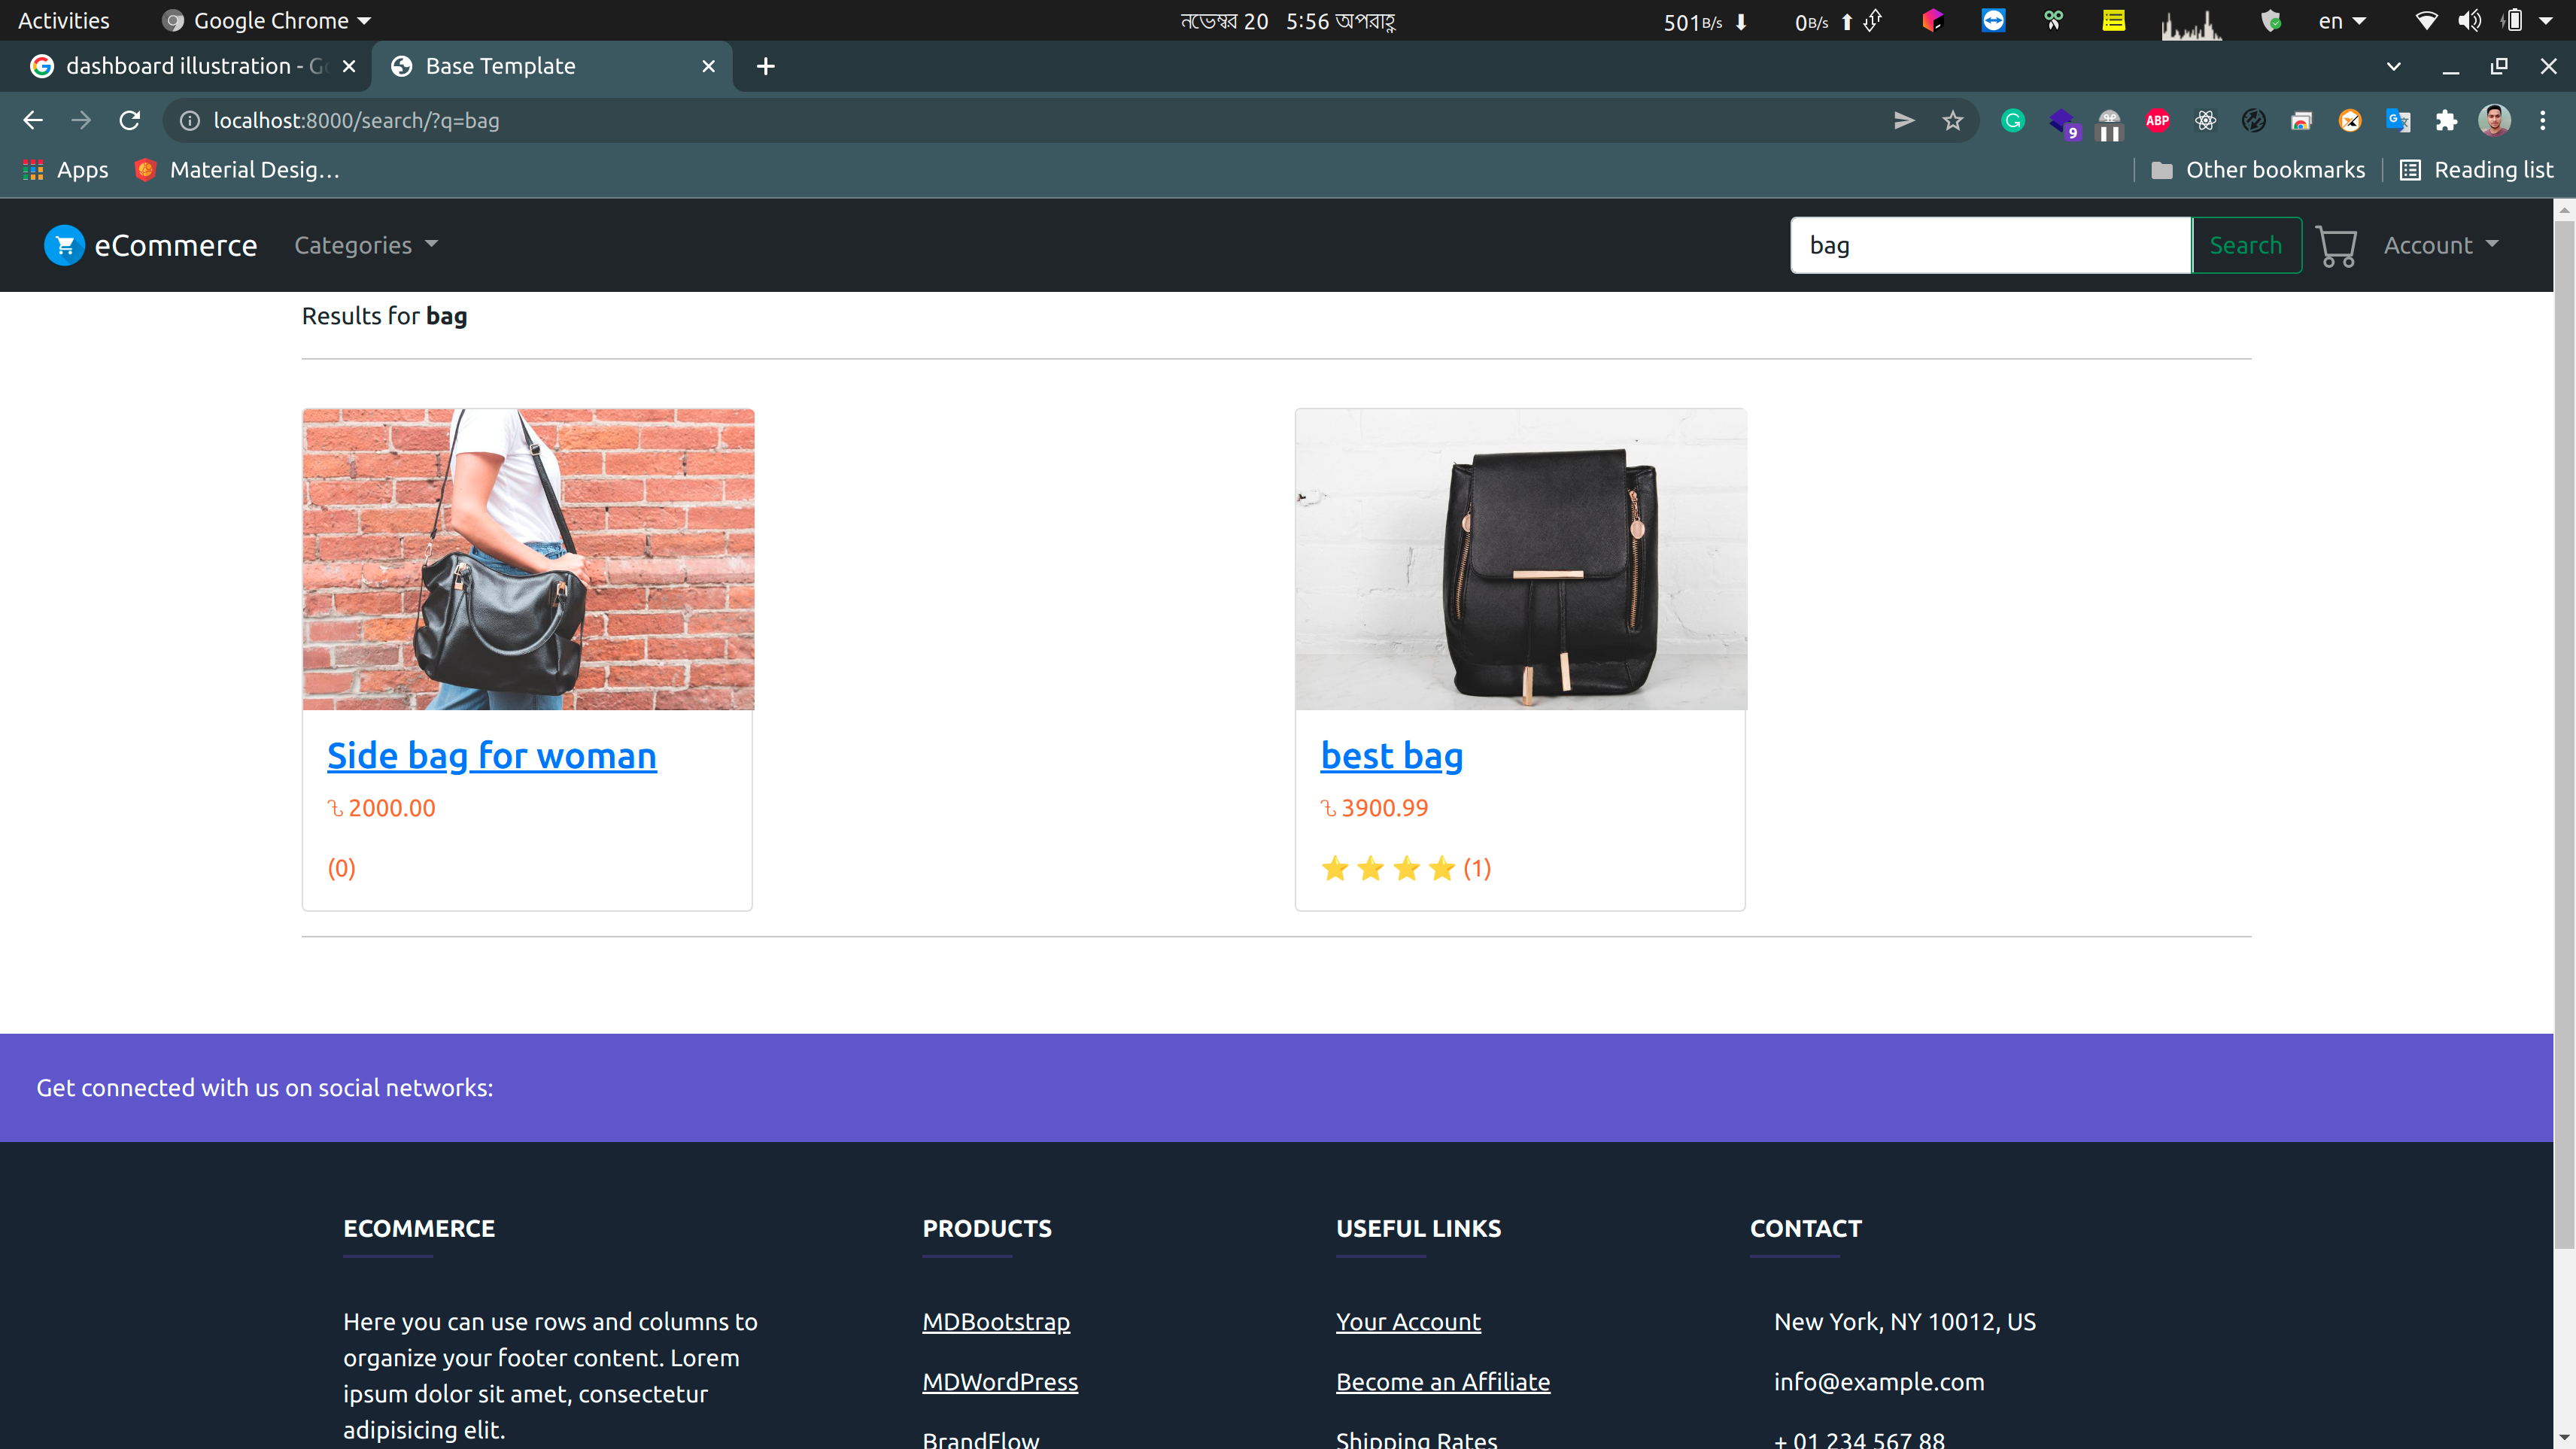 Activities Google Chrome নভেম্বর 20 5:56 অপরাহ্ণ 501B/s 0B/s en
dashboard illustration - Go Base Template
localhost:8000/search/?q=bag 9 ABP
Apps Material Desig… Other bookmarks Reading list
eCommerce Categories bag Search Account
Results for bag
Side bag for woman
৳ 2000.00
(0)
best bag
৳ 3900.99
(1)
Get connected with us on social networks:
ECOMMERCE
Here you can use rows and columns to
organize your footer content. Lorem
ipsum dolor sit amet, consectetur
adipisicing elit.
PRODUCTS
MDBootstrap
MDWordPress
BrandFlow
USEFUL LINKS
Your Account
Become an Affiliate
Shipping Rates
CONTACT
New York, NY 10012, US
info@example.com
+ 01 234 567 88